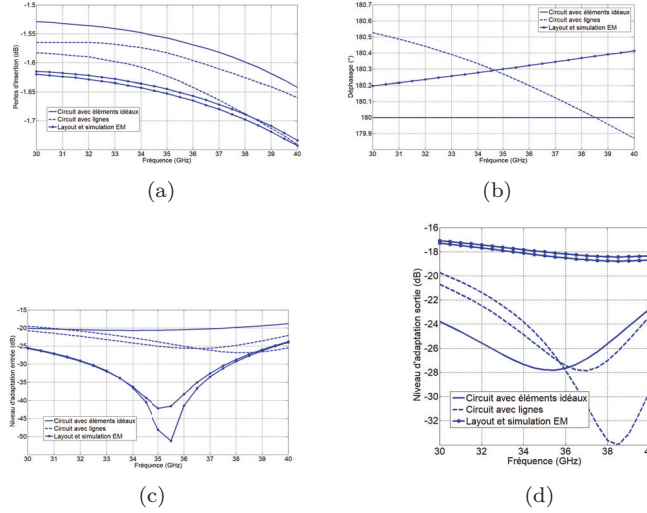 -1.5
-1.55
-1.6
-1.65
-1.7
Pertes d'insertion (dB)
Circuit avec éléments idéaux
Circuit avec lignes
Layout et simulation EM
30 31 32 33 34 35 36 37 38 39 40
Fréquence (GHz)
(a)
180.8
180.6
180.5
180.4
180.3
180.2
180.1
180
179.9
Déphasage (°)
Circuit avec éléments idéaux
Circuit avec lignes
Layout et simulation EM
30 31 32 33 34 35 36 37 38 39 40
Fréquence (GHz)
(b)
-15
-20
-25
-30
-35
-40
-45
-50
Niveau d'adaptation entrée (dB)
Circuit avec éléments idéaux
Circuit avec lignes
Layout et simulation EM
30 31 32 33 34 35 36 37 38 39 40
Fréquence (GHz)
(c)
-16
-18
-20
-22
-24
-26
-28
-30
-32
Niveau d'adaptation sortie (dB)
Circuit avec éléments idéaux
Circuit avec lignes
Layout et simulation EM
30 32 34 36 38
Fréquence (GHz)
(d)